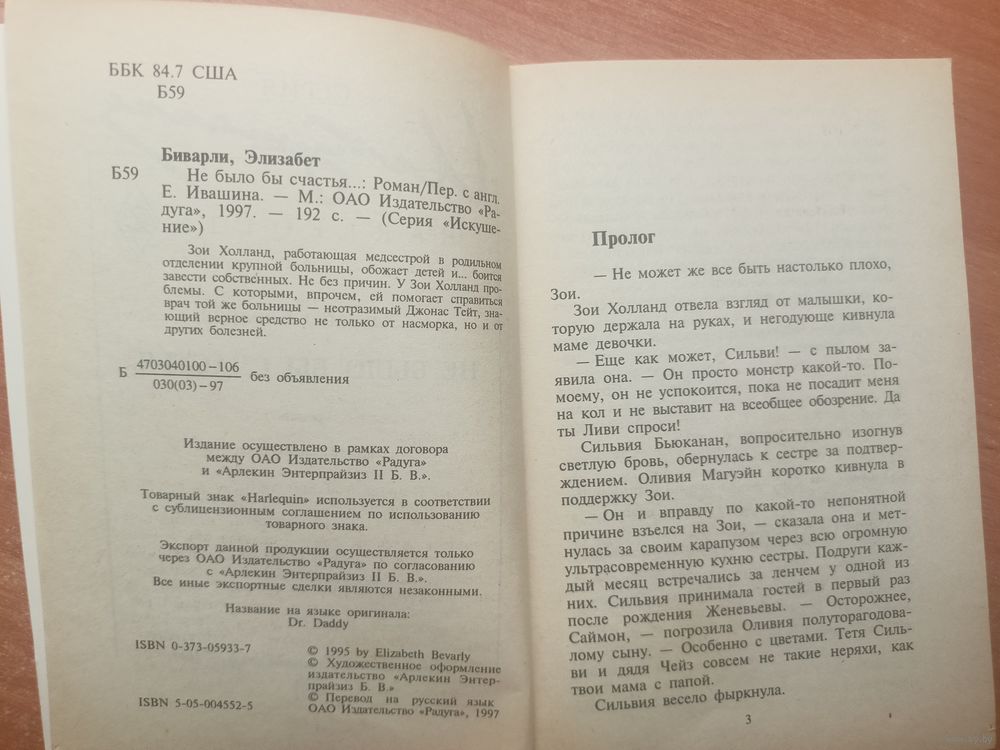 ББК 84.7 США
Б59
Биварли, Элизабет
Б59 Не было бы счастья...: Роман/Пер. с англ.
Е. Ивашина. — М.: ОАО Издательство «Ра-
дуга», 1997. — 192 с. — (Серия «Искуше-
ние»)
Зои Холланд, работающая медсестрой в родильном
отделении крупной больницы, обожает детей и... боится
завести собственных. Не без причин. У Зои Холланд про-
блемы. С которыми, впрочем, ей помогает справиться
врач той же больницы — неотразимый Джонас Тейт, зна-
ющий верное средство не только от насморка, но и от
других болезней.
Б 4703040100—106
030(03)—97 без объявления
Издание осуществлено в рамках договора
между ОАО Издательство «Радуга»
и «Арлекин Энтерпрайзиз II Б. В.».
Товарный знак «Harlequin» используется в соответствии
с сублицензионным соглашением по использованию
товарного знака.
Экспорт данной продукции осуществляется только
через ОАО Издательство «Радуга» по согласованию
с «Арлекин Энтерпрайзиз II Б. В.».
Все иные экспортные сделки являются незаконными.
Название на языке оригинала:
Dr. Daddy
ISBN 0-373-05933-7
© 1995 by Elizabeth Bevarly
© Художественное оформление
издательство «Арлекин Энтер-
прайзиз Б. В.»
© Перевод на русский язык
ISBN 5-05-004552-5
ОАО Издательство «Радуга», 1997
Пролог
— Не может же все быть настолько плохо,
Зои.
Зои Холланд отвела взгляд от малышки, ко-
торую держала на руках, и негодующе кивнула
маме девочки.
— Еще как может, Сильви! — с пылом за-
явила она. — Он просто монстр какой-то. По-
моему, он не успокоится, пока не посадит меня
на кол и не выставит на всеобщее обозрение. Да
ты Ливи спроси!
Сильвия Бьюканан, вопросительно изогнув
светлую бровь, обернулась к сестре за подтвер-
ждением. Оливия Магуэйн коротко кивнула в
поддержку Зои.
— Он и вправду по какой-то непонятной
причине взъелся на Зои, — сказала она и мет-
нулась за своим карапузом через всю огромную
ультрасовременную кухню сестры. Подруги каж-
дый месяц встречались за ленчем у одной из
них. Сильвия принимала гостей в первый раз
после рождения Женевьевы. — Осторожнее,
Саймон, — погрозила Оливия полуторагодова-
лому сыну. — Особенно с цветами. Тетя Силь-
ви и дядя Чейз совсем не такие неряхи, как
твои мама с папой.
Сильвия весело фыркнула.
3